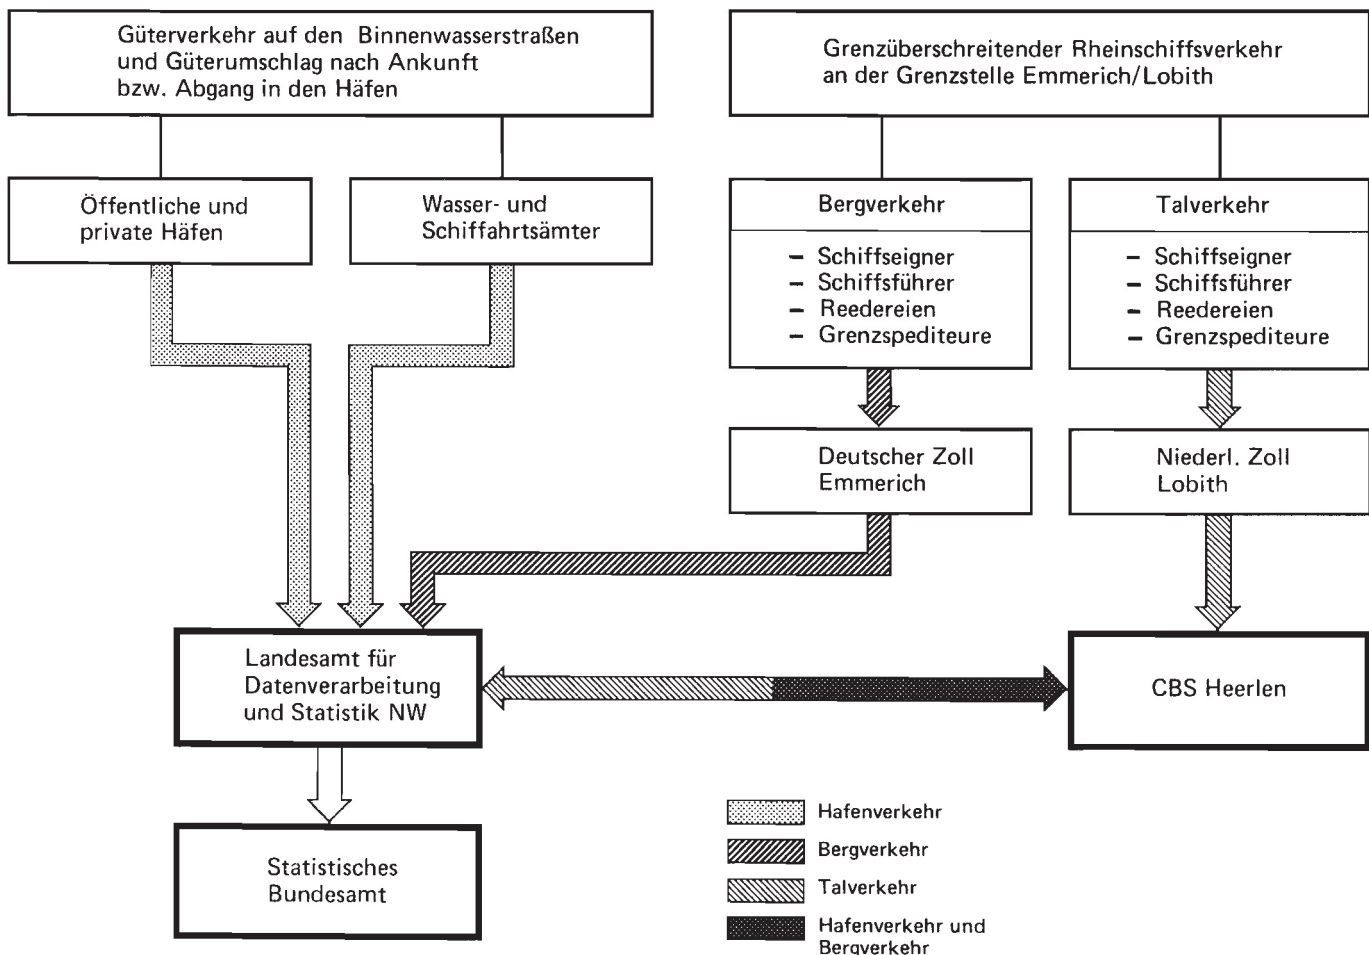 Güterverkehr auf den Binnenwasserstraßen
und Güterumschlag nach Ankunft
bzw. Abgang in den Häfen
Grenzüberschreitender Rheinschiffsverkehr
an der Grenzstelle Emmerich/Lobith
Öffentliche und
private Häfen
Wasser- und
Schiffahrtsämter
Bergverkehr
– Schiffseigner
– Schiffsführer
– Reedereien
– Grenzspediteure
Talverkehr
– Schiffseigner
– Schiffsführer
– Reedereien
– Grenzspediteure
Deutscher Zoll
Emmerich
Niederl. Zoll
Lobith
Landesamt für
Datenverarbeitung
und Statistik NW
CBS Heerlen
Statistisches
Bundesamt
Hafenverkehr
Bergverkehr
Talverkehr
Hafenverkehr und
Bergverkehr